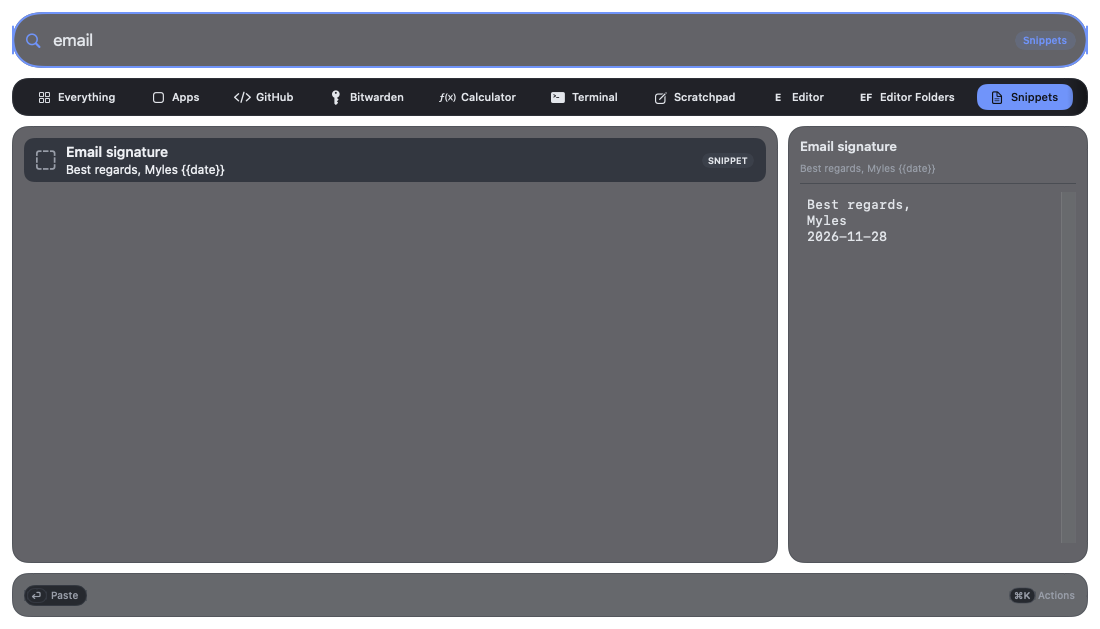 email
Snippets
Everything Apps </> GitHub Bitwarden ƒ(x) Calculator Terminal Scratchpad E Editor EF Editor Folders Snippets
Email signature
Best regards, Myles {{date}}
SNIPPET
Email signature
Best regards, Myles {{date}}
Best regards,
Myles
2026-11-28
Paste
⌘K Actions